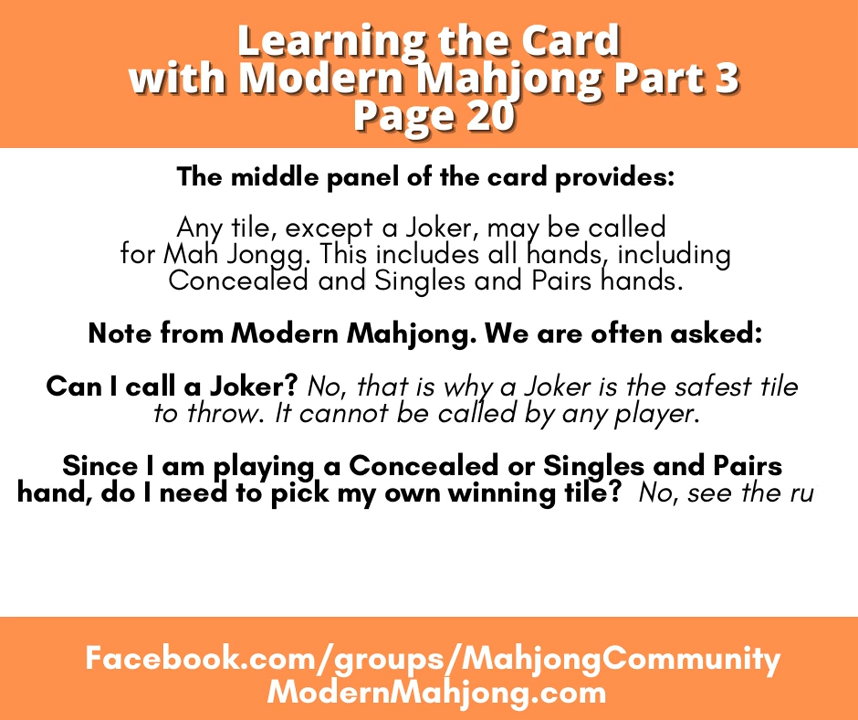 Learning the Card
with Modern Mahjong Part 3
Page 20
The middle panel of the card provides:
Any tile, except a Joker, may be called
for Mah Jongg. This includes all hands, including
Concealed and Singles and Pairs hands.
Note from Modern Mahjong. We are often asked:
Can I call a Joker? No, that is why a Joker is the safest tile
to throw. It cannot be called by any player.
Since I am playing a Concealed or Singles and Pairs
hand, do I need to pick my own winning tile? No, see the ru
Facebook.com/groups/MahjongCommunity
ModernMahjong.com